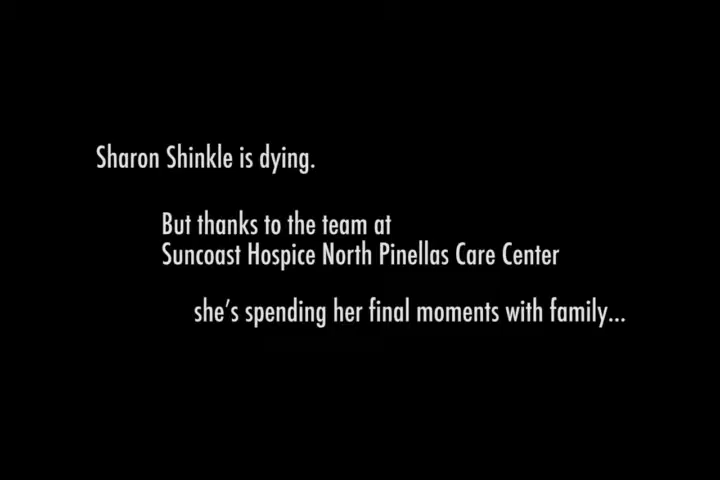 Sharon Shinkle is dying.
But thanks to the team at
Suncoast Hospice North Pinellas Care Center
she's spending her final moments with family...